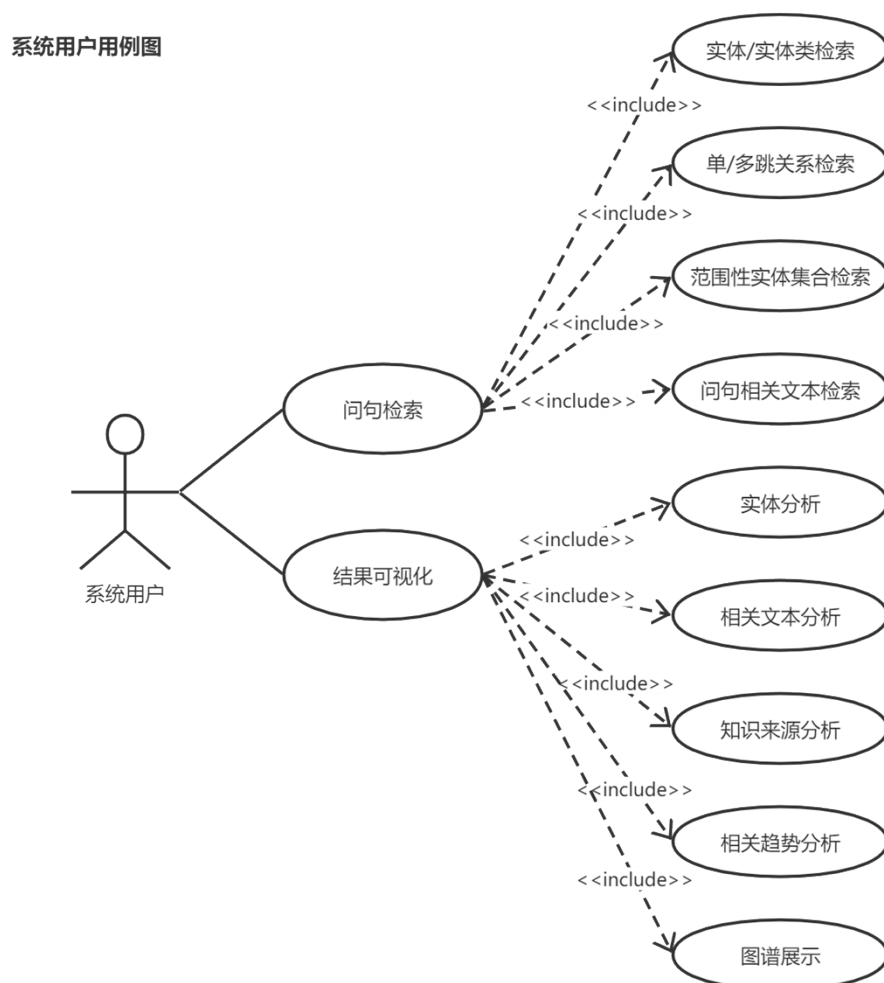 系统用户用例图
实体/实体类检索
<<include>>
单/多跳关系检索
<<include>>
范围性实体集合检索
<<include>>
问句相关文本检索
<<include>>
问句检索
实体分析
<<include>>
结果可视化
系统用户
<<include>>
相关文本分析
<<include>>
知识来源分析
<<include>>
相关趋势分析
<<include>>
图谱展示